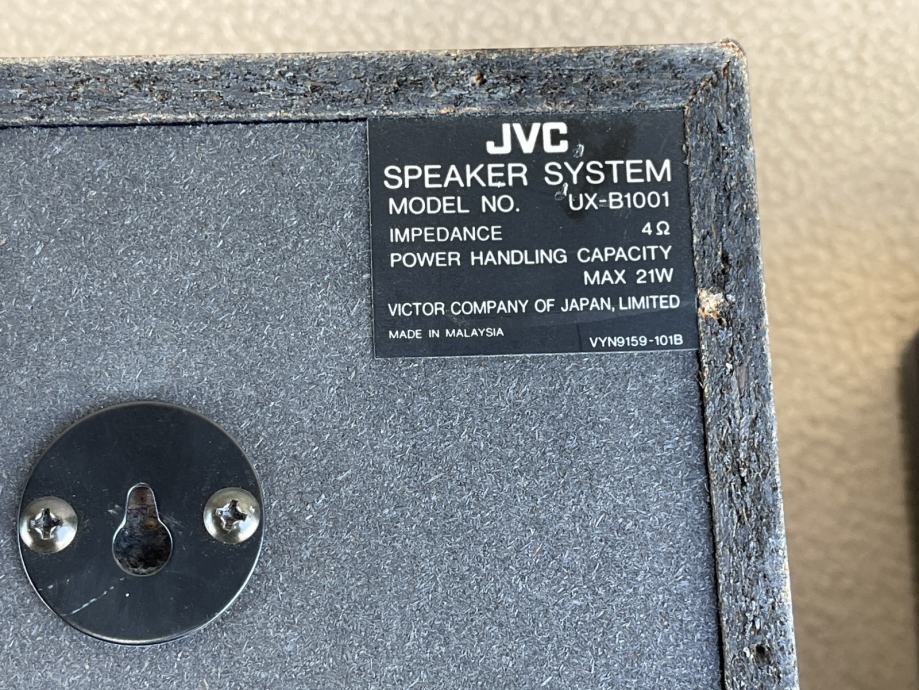 JVC
SPEAKER SYSTEM
MODEL NO. UX-B1001
IMPEDANCE 4Ω
POWER HANDLING CAPACITY
MAX 21W
VICTOR COMPANY OF JAPAN, LIMITED
MADE IN MALAYSIA VYN9159-101B